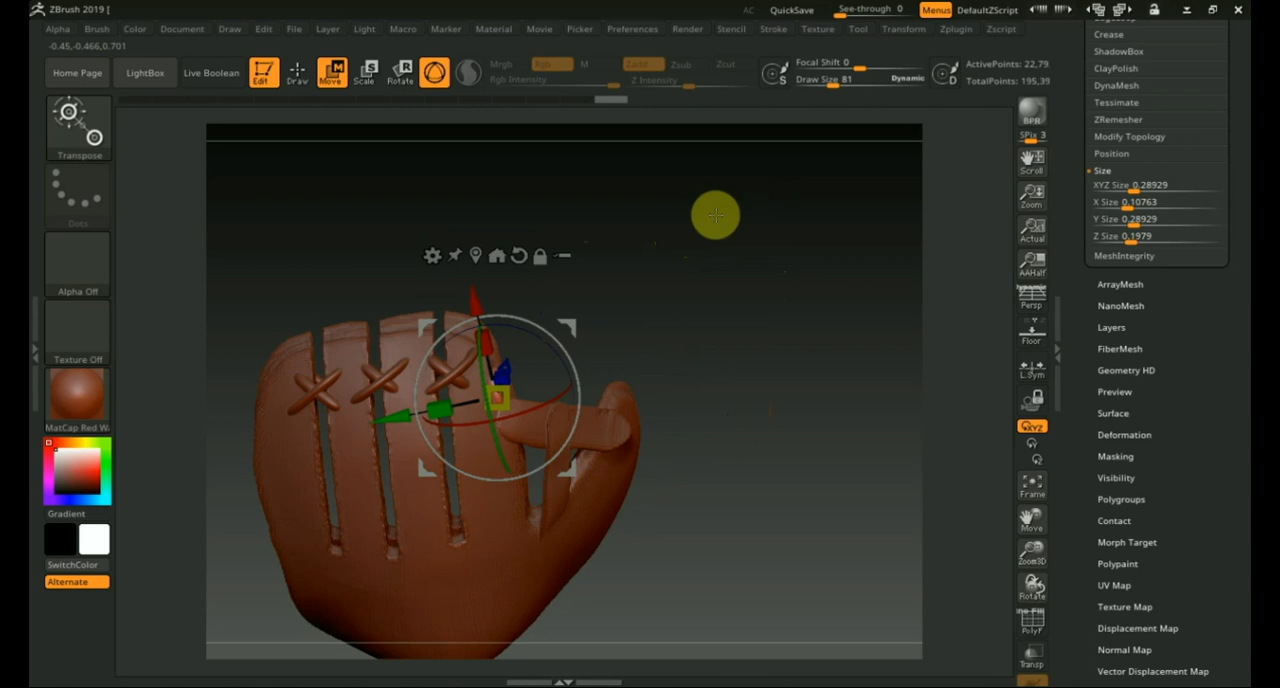 ZBrush 2019 [
AC QuickSave See-through 0 Menus DefaultZScript
Alpha Brush Color Document Draw Edit File Layer Light Macro Marker Material Movie Picker Preferences Render Stencil Stroke Texture Tool Transform Zplugin Zscript
-0.45,-0.466,0.701
Home Page LightBox Live Boolean Edit Draw Move Scale Rotate
Mrgb Rgb M Zadd Zsub Zcut
Rgb Intensity Z Intensity
Focal Shift 0
Draw Size 81 Dynamic
S
D
ActivePoints: 22,79
TotalPoints: 195,39
Transpose
Dots
Alpha Off
Texture Off
MatCap Red W
Gradient
SwitchColor
Alternate
BPR
SPix 3
Scroll
Zoom
Actual
AAHalf
Dynamic
Persp
Floor
L.Sym
XYZ
Frame
Move
Zoom3D
Rotate
PolyF
Transp
EdgeLoop
Crease
ShadowBox
ClayPolish
DynaMesh
Tessimate
ZRemesher
Modify Topology
Position
Size
XYZ Size 0.28929
X Size 0.10763
Y Size 0.28929
Z Size 0.1979
MeshIntegrity
ArrayMesh
NanoMesh
Layers
FiberMesh
Geometry HD
Preview
Surface
Deformation
Masking
Visibility
Polygroups
Contact
Morph Target
Polypaint
UV Map
Texture Map
Displacement Map
Normal Map
Vector Displacement Map